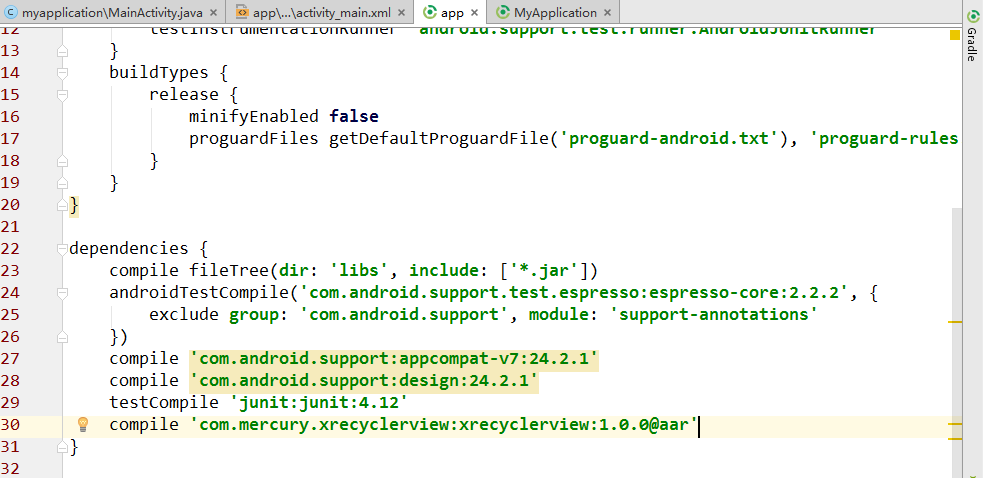 myapplication\MainActivity.java ×
app\...\activity_main.xml ×
app ×
MyApplication ×
Gradle
12 testInstrumentationRunner "android.support.test.runner.AndroidJUnitRunner"
13 }
14 buildTypes {
15 release {
16 minifyEnabled false
17 proguardFiles getDefaultProguardFile('proguard-android.txt'), 'proguard-rules
18 }
19 }
20 }
21
22 dependencies {
23 compile fileTree(dir: 'libs', include: ['*.jar'])
24 androidTestCompile('com.android.support.test.espresso:espresso-core:2.2.2', {
25 exclude group: 'com.android.support', module: 'support-annotations'
26 })
27 compile 'com.android.support:appcompat-v7:24.2.1'
28 compile 'com.android.support:design:24.2.1'
29 testCompile 'junit:junit:4.12'
30 compile 'com.mercury.xrecyclerview:xrecyclerview:1.0.0@aar'
31 }
32